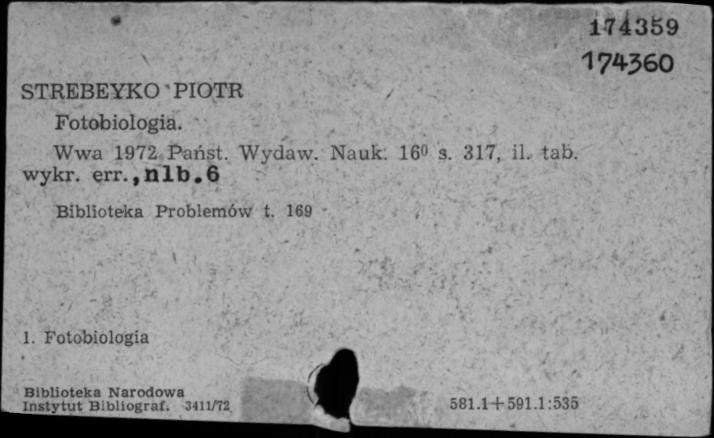 174359
174360
STREBEYKO PIOTR
Fotobiologia.
Wwa 1972 Państ. Wydaw. Nauk. 16⁰ s. 317, il. tab.
wykr. err., nlb.6
Biblioteka Problemów t. 169
1. Fotobiologia
Biblioteka Narodowa
Instytut Bibliograf. 3411/72
581.1+591.1:535